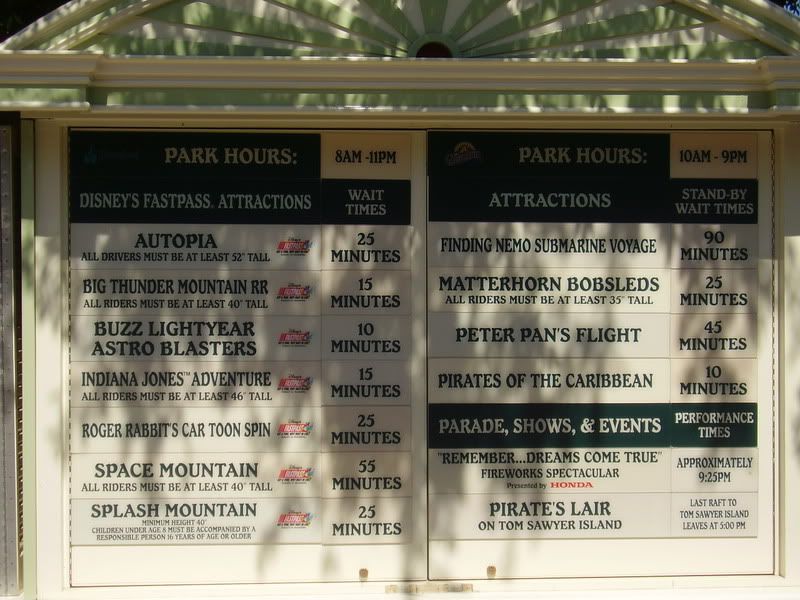 PARK HOURS: 8AM -11PM
DISNEY'S FASTPASS® ATTRACTIONS
WAIT
TIMES
AUTOPIA
ALL DRIVERS MUST BE AT LEAST 52" TALL
FASTPASS
25
MINUTES
BIG THUNDER MOUNTAIN RR
ALL RIDERS MUST BE AT LEAST 40" TALL
FASTPASS
15
MINUTES
BUZZ LIGHTYEAR
ASTRO BLASTERS
FASTPASS
10
MINUTES
INDIANA JONES™ ADVENTURE
ALL RIDERS MUST BE AT LEAST 46" TALL
FASTPASS
15
MINUTES
ROGER RABBIT'S CAR TOON SPIN
FASTPASS
25
MINUTES
SPACE MOUNTAIN
ALL RIDERS MUST BE AT LEAST 40" TALL
FASTPASS
55
MINUTES
SPLASH MOUNTAIN
MINIMUM HEIGHT 40"
CHILDREN UNDER AGE 8 MUST BE ACCOMPANIED BY A
RESPONSIBLE PERSON 16 YEARS OF AGE OR OLDER
FASTPASS
25
MINUTES
PARK HOURS: 10AM - 9PM
ATTRACTIONS
STAND-BY
WAIT TIMES
FINDING NEMO SUBMARINE VOYAGE
90
MINUTES
MATTERHORN BOBSLEDS
ALL RIDERS MUST BE AT LEAST 35" TALL
25
MINUTES
PETER PAN'S FLIGHT
45
MINUTES
PIRATES OF THE CARIBBEAN
10
MINUTES
PARADE, SHOWS, & EVENTS
PERFORMANCE
TIMES
"REMEMBER...DREAMS COME TRUE"
FIREWORKS SPECTACULAR
Presented by HONDA
APPROXIMATELY
9:25PM
PIRATE'S LAIR
ON TOM SAWYER ISLAND
LAST RAFT TO
TOM SAWYER ISLAND
LEAVES AT 5:00 PM